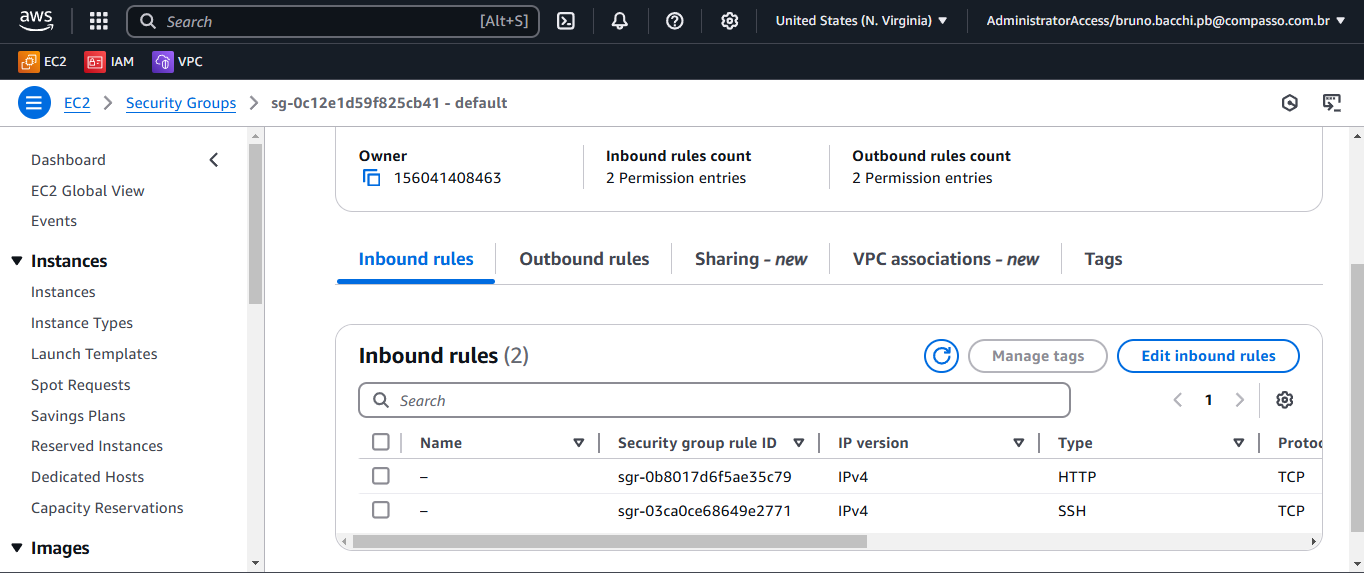 aws Search [Alt+S] United States (N. Virginia) AdministratorAccess/bruno.bacchi.pb@compasso.com.br
EC2 IAM VPC
EC2 Security Groups sg-0c12e1d59f825cb41 - default
Dashboard
EC2 Global View
Events
Instances
Instances
Instance Types
Launch Templates
Spot Requests
Savings Plans
Reserved Instances
Dedicated Hosts
Capacity Reservations
Images
Owner Inbound rules count Outbound rules count
156041408463 2 Permission entries 2 Permission entries
Inbound rules Outbound rules Sharing - new VPC associations - new Tags
Inbound rules (2) Manage tags Edit inbound rules
Search 1
Name Security group rule ID IP version Type Protoc
– sgr-0b8017d6f5ae35c79 IPv4 HTTP TCP
– sgr-03ca0ce68649e2771 IPv4 SSH TCP